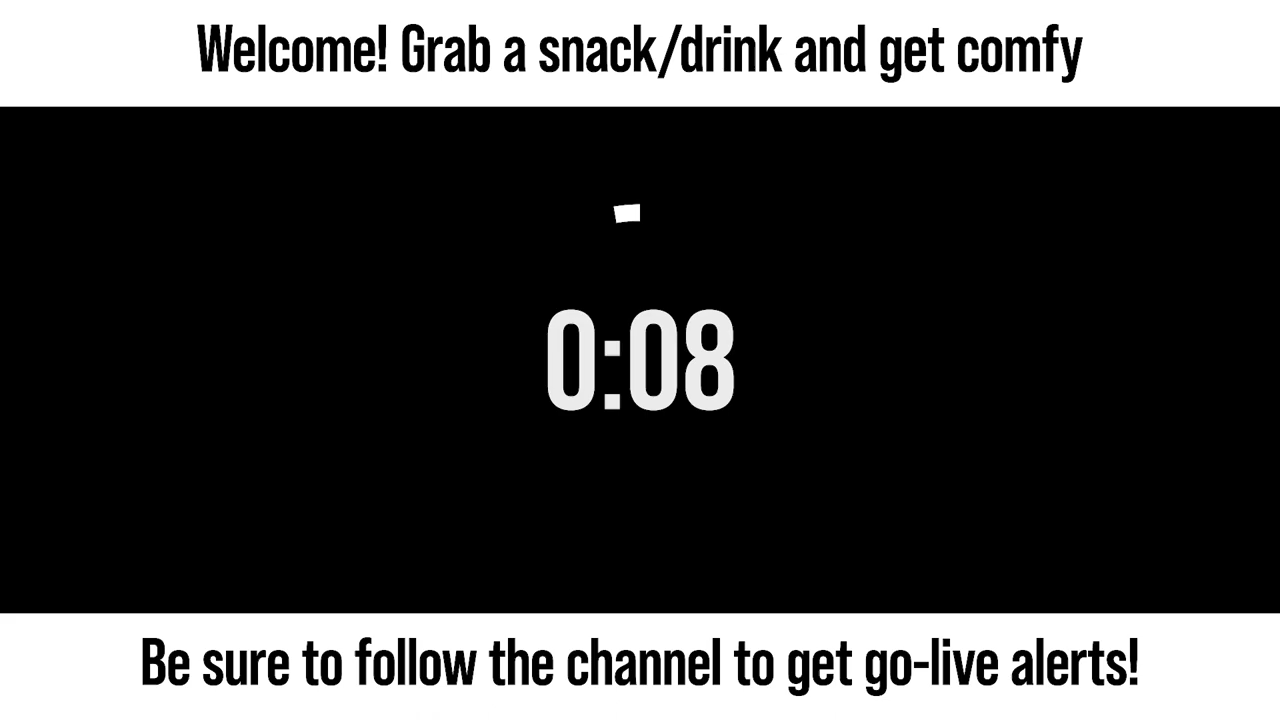 Welcome! Grab a snack/drink and get comfy
0:08
Be sure to follow the channel to get go-live alerts!